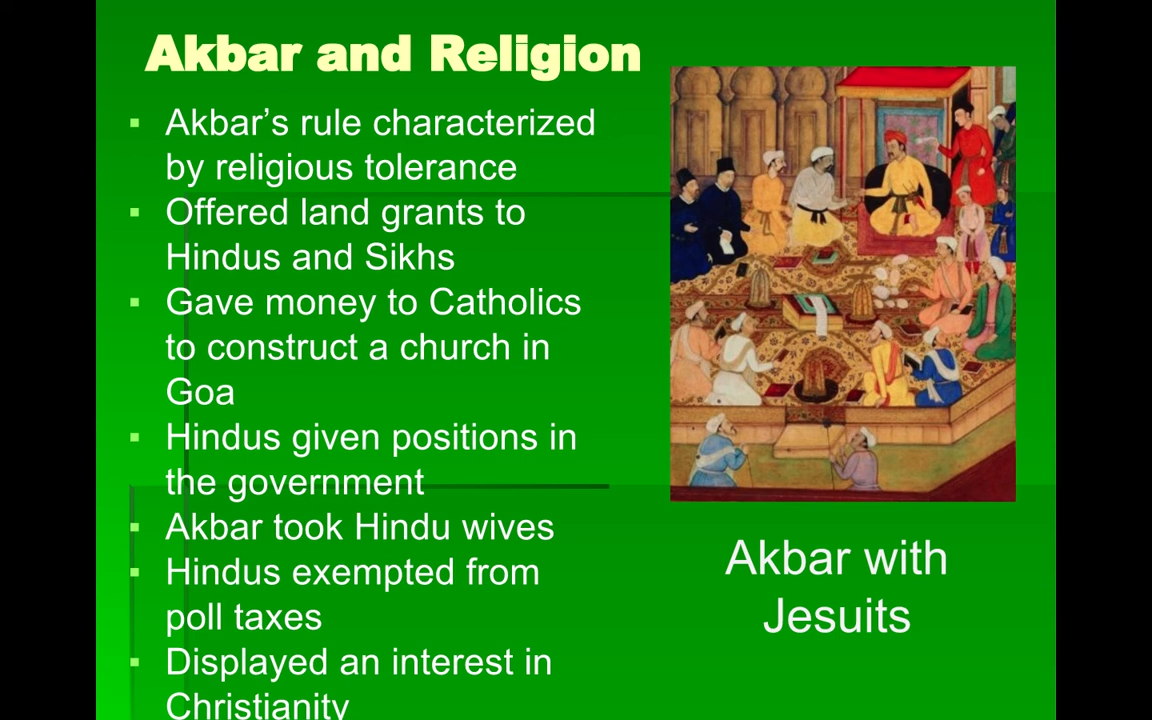 Akbar and Religion
▪ Akbar’s rule characterized
by religious tolerance
▪ Offered land grants to
Hindus and Sikhs
▪ Gave money to Catholics
to construct a church in
Goa
▪ Hindus given positions in
the government
▪ Akbar took Hindu wives
▪ Hindus exempted from
poll taxes
▪ Displayed an interest in
Christianity
Akbar with
Jesuits